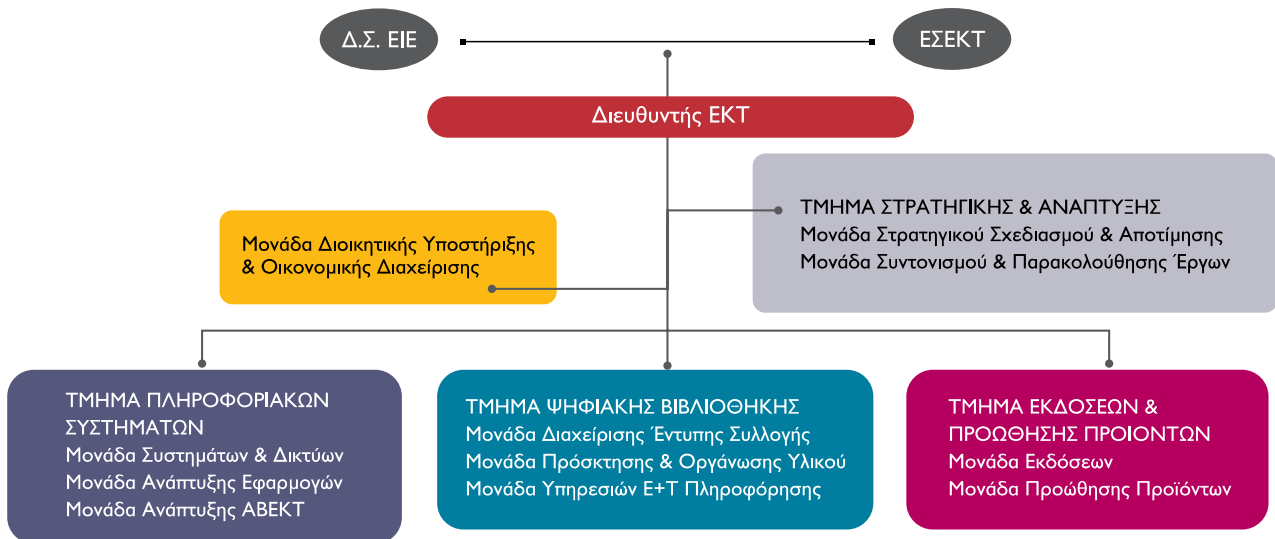 Δ.Σ. ΕΙΕ
ΕΣΕΚΤ
Διευθυντής ΕΚΤ
ΤΜΗΜΑ ΣΤΡΑΤΗΓΙΚΗΣ & ΑΝΑΠΤΥΞΗΣ
Μονάδα Στρατηγικού Σχεδιασμού & Αποτίμησης
Μονάδα Συντονισμού & Παρακολούθησης Έργων
Μονάδα Διοικητικής Υποστήριξης
& Οικονομικής Διαχείρισης
ΤΜΗΜΑ ΠΛΗΡΟΦΟΡΙΑΚΩΝ
ΣΥΣΤΗΜΑΤΩΝ
Μονάδα Συστημάτων & Δικτύων
Μονάδα Ανάπτυξης Εφαρμογών
Μονάδα Ανάπτυξης ΑΒΕΚΤ
ΤΜΗΜΑ ΨΗΦΙΑΚΗΣ ΒΙΒΛΙΟΘΗΚΗΣ
Μονάδα Διαχείρισης Έντυπης Συλλογής
Μονάδα Πρόσκτησης & Οργάνωσης Υλικού
Μονάδα Υπηρεσιών Ε+Τ Πληροφόρησης
ΤΜΗΜΑ ΕΚΔΟΣΕΩΝ &
ΠΡΟΩΘΗΣΗΣ ΠΡΟΙΟΝΤΩΝ
Μονάδα Εκδόσεων
Μονάδα Προώθησης Προϊόντων